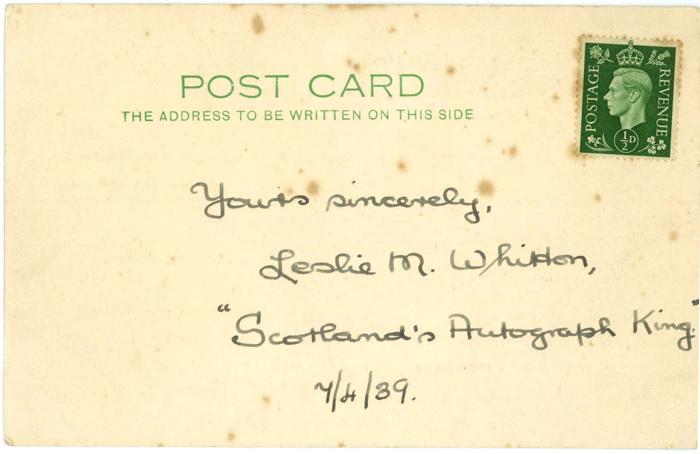 POST CARD
THE ADDRESS TO BE WRITTEN ON THIS SIDE
POSTAGE
REVENUE
½D
Yours sincerely,
Leslie M. Whitton,
"Scotland's Autograph King."
7/4/39.